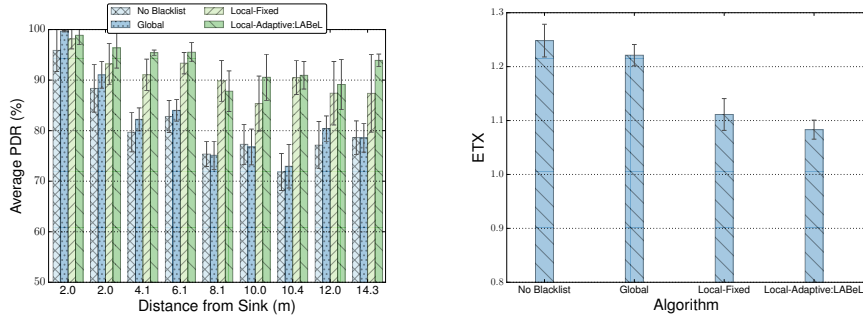 No Blacklist
Global
Local-Fixed
Local-Adaptive:LABeL
Average PDR (%)
100
90
80
70
60
50
2.0 2.0 4.1 6.1 8.1 10.0 10.4 12.0 14.3
Distance from Sink (m)
ETX
1.3
1.2
1.1
1.0
0.9
0.8
No Blacklist Global Local-Fixed Local-Adaptive:LABeL
Algorithm